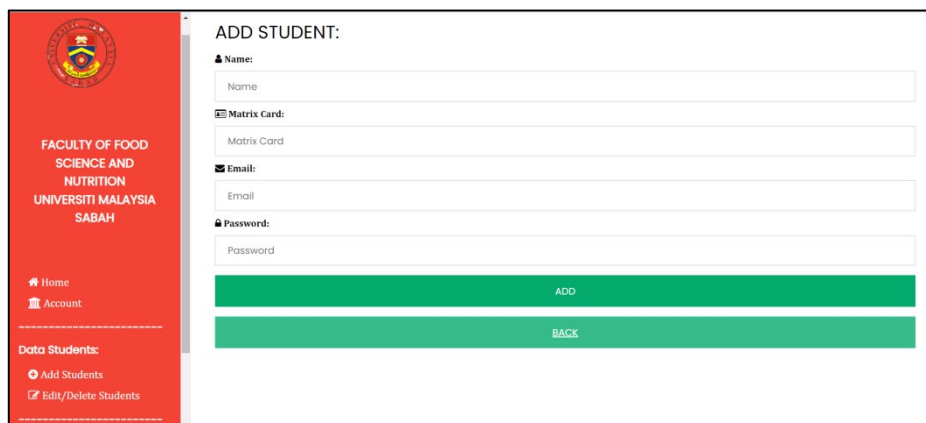 FACULTY OF FOOD
SCIENCE AND
NUTRITION
UNIVERSITI MALAYSIA
SABAH
Home
Account
Data Students:
Add Students
Edit/Delete Students
ADD STUDENT:
Name:
Name
Matrix Card:
Matrix Card
Email:
Email
Password:
Password
ADD
BACK